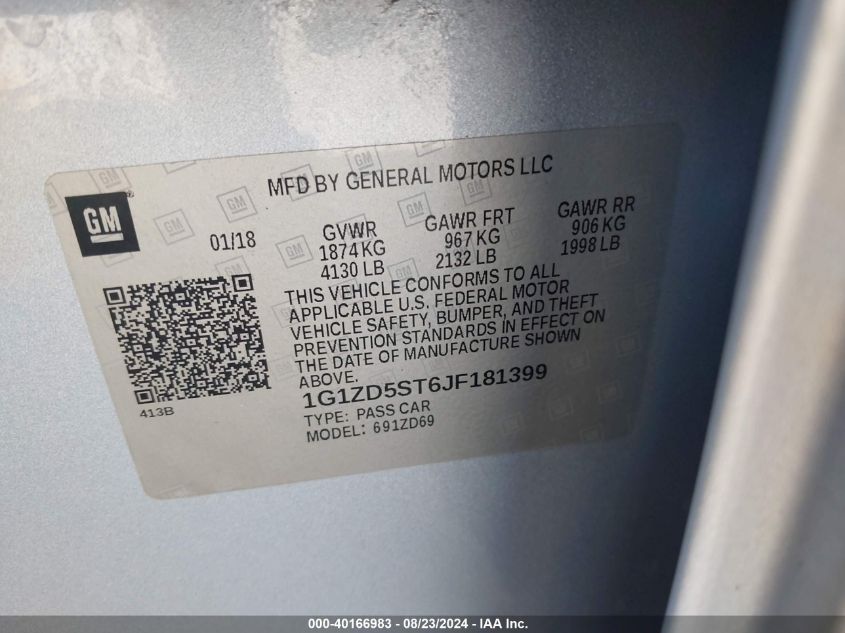 MFD BY GENERAL MOTORS LLC
GM
01/18
GVWR
1874 KG
4130 LB
GAWR FRT
967 KG
2132 LB
GAWR RR
906 KG
1998 LB
THIS VEHICLE CONFORMS TO ALL
APPLICABLE U.S. FEDERAL MOTOR
VEHICLE SAFETY, BUMPER, AND THEFT
PREVENTION STANDARDS IN EFFECT ON
THE DATE OF MANUFACTURE SHOWN
ABOVE.
413B
1G1ZD5ST6JF181399
TYPE: PASS CAR
MODEL: 691ZD69
000-40166983 - 08/23/2024 - IAA Inc.